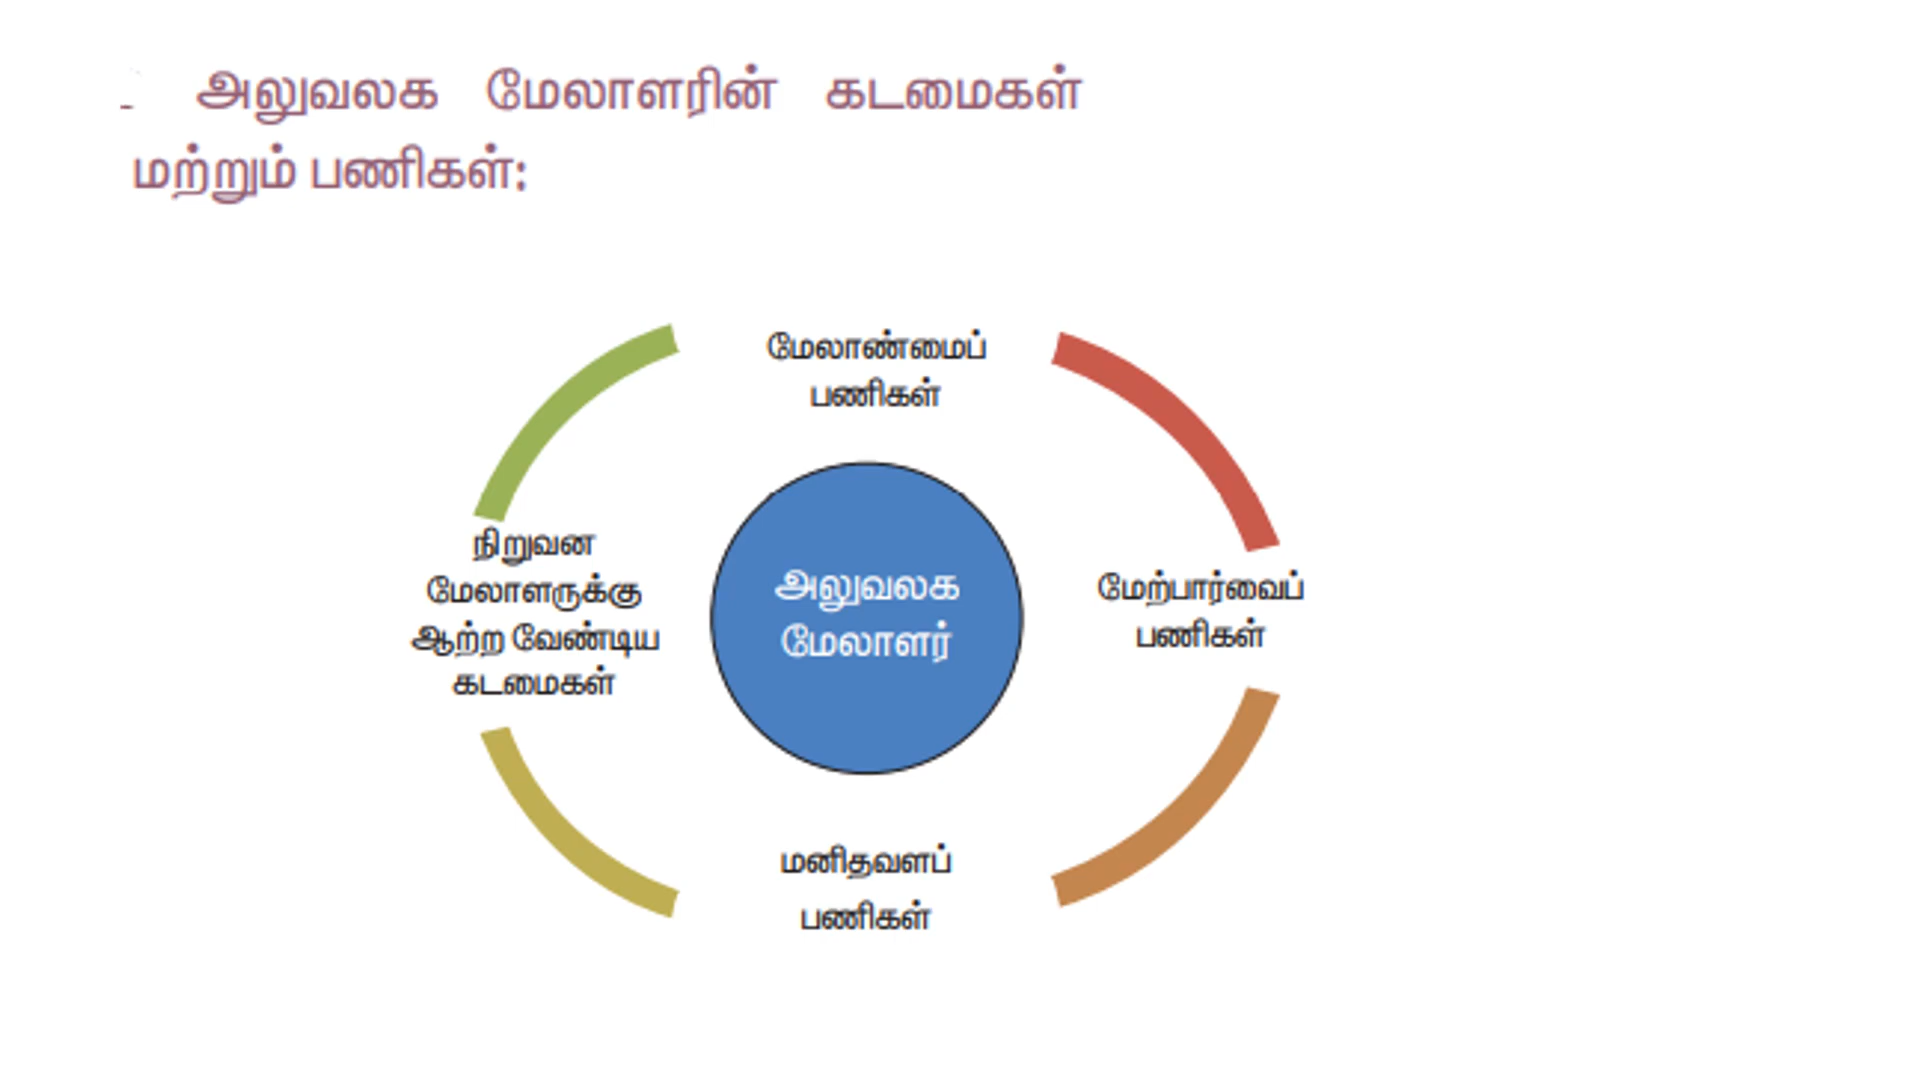 அலுவலக மேலாளரின் கடமைகள்
மற்றும் பணிகள்:
மேலாண்மைப்
பணிகள்
நிறுவன
மேலாளருக்கு
ஆற்ற வேண்டிய
கடமைகள்
அலுவலக
மேலாளர்
மேற்பார்வைப்
பணிகள்
மனிதவளப்
பணிகள்